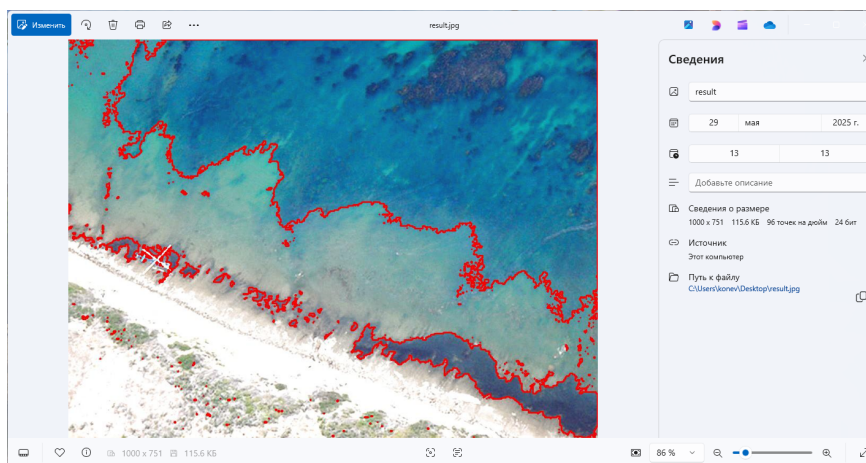 Изменить
result.jpg
Сведения
result
29 мая 2025 г.
13 13
Добавьте описание
Сведения о размере
1000 x 751 115.6 КБ 96 точек на дюйм 24 бит
Источник
Этот компьютер
Путь к файлу
C:\Users\konev\Desktop\result.jpg
1000 x 751 115.6 КБ 86 %